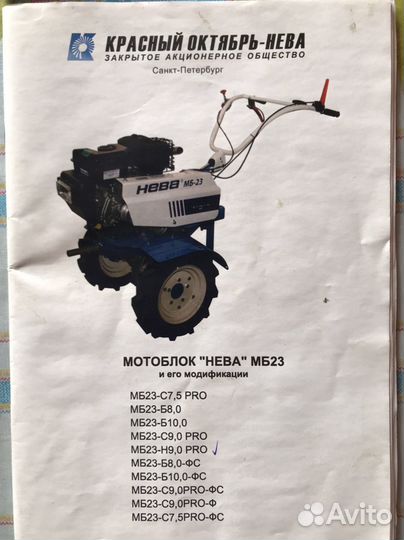 КРАСНЫЙ ОКТЯБРЬ-НЕВА
ЗАКРЫТОЕ АКЦИОНЕРНОЕ ОБЩЕСТВО
Санкт-Петербург
НЕВА МБ-23
МОТОБЛОК "НЕВА" МБ23
и его модификации
МБ23-С7,5 PRO
МБ23-Б8,0
МБ23-Б10,0
МБ23-С9,0 PRO
МБ23-Н9,0 PRO
МБ23-Б8,0-ФС
МБ23-Б10,0-ФС
МБ23-С9,0PRO-ФС
МБ23-С9,0PRO-Ф
МБ23-С7,5PRO-ФС
Avito